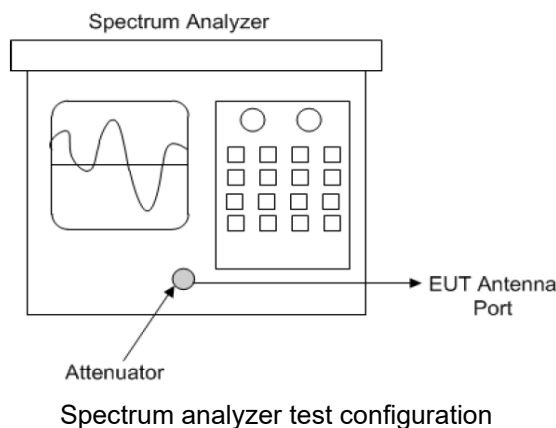 Spectrum Analyzer
EUT Antenna
Port
Attenuator
Spectrum analyzer test configuration